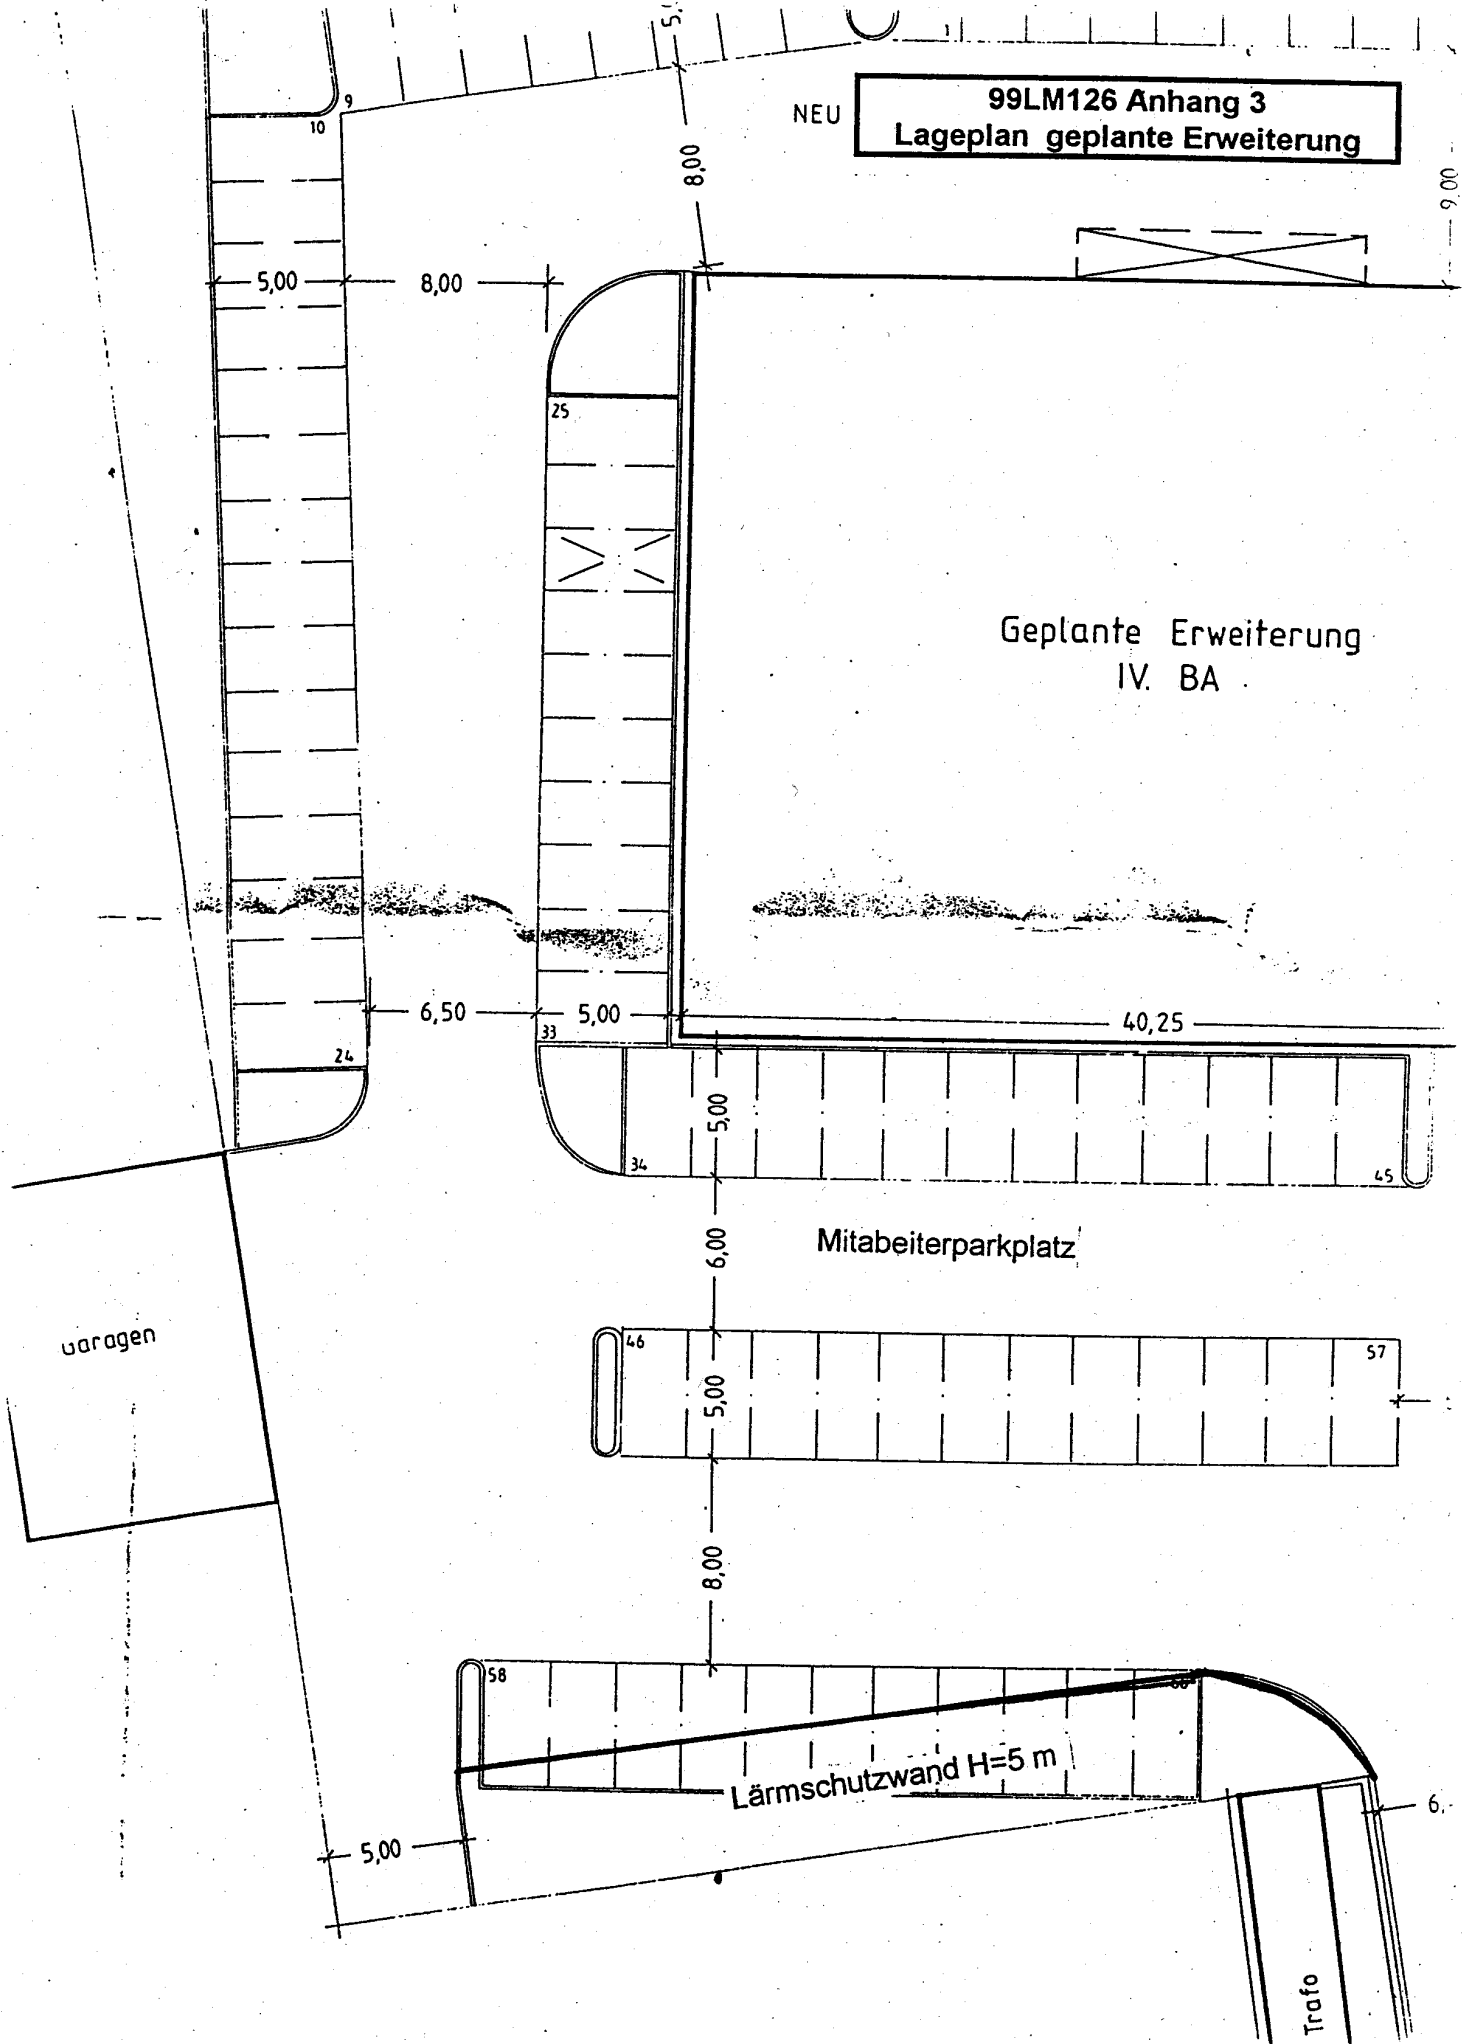 9
10
NEU
99LM126 Anhang 3
Lageplan geplante Erweiterung
8,00
9,00
5,00
8,00
25
Geplante Erweiterung
IV. BA
6,50
5,00
40,25
33
24
5,00
34
45
6,00
Mitabeiterparkplatz
46
57
5,00
8,00
58
Lärmschutzwand H=5 m
5,00
Trafo